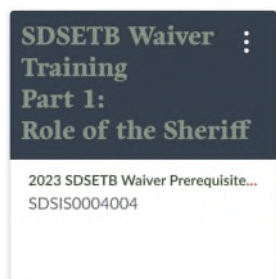 SDSETB Waiver
Training
Part 1:
Role of the Sheriff
2023 SDSETB Waiver Prerequisite...
SDSIS0004004